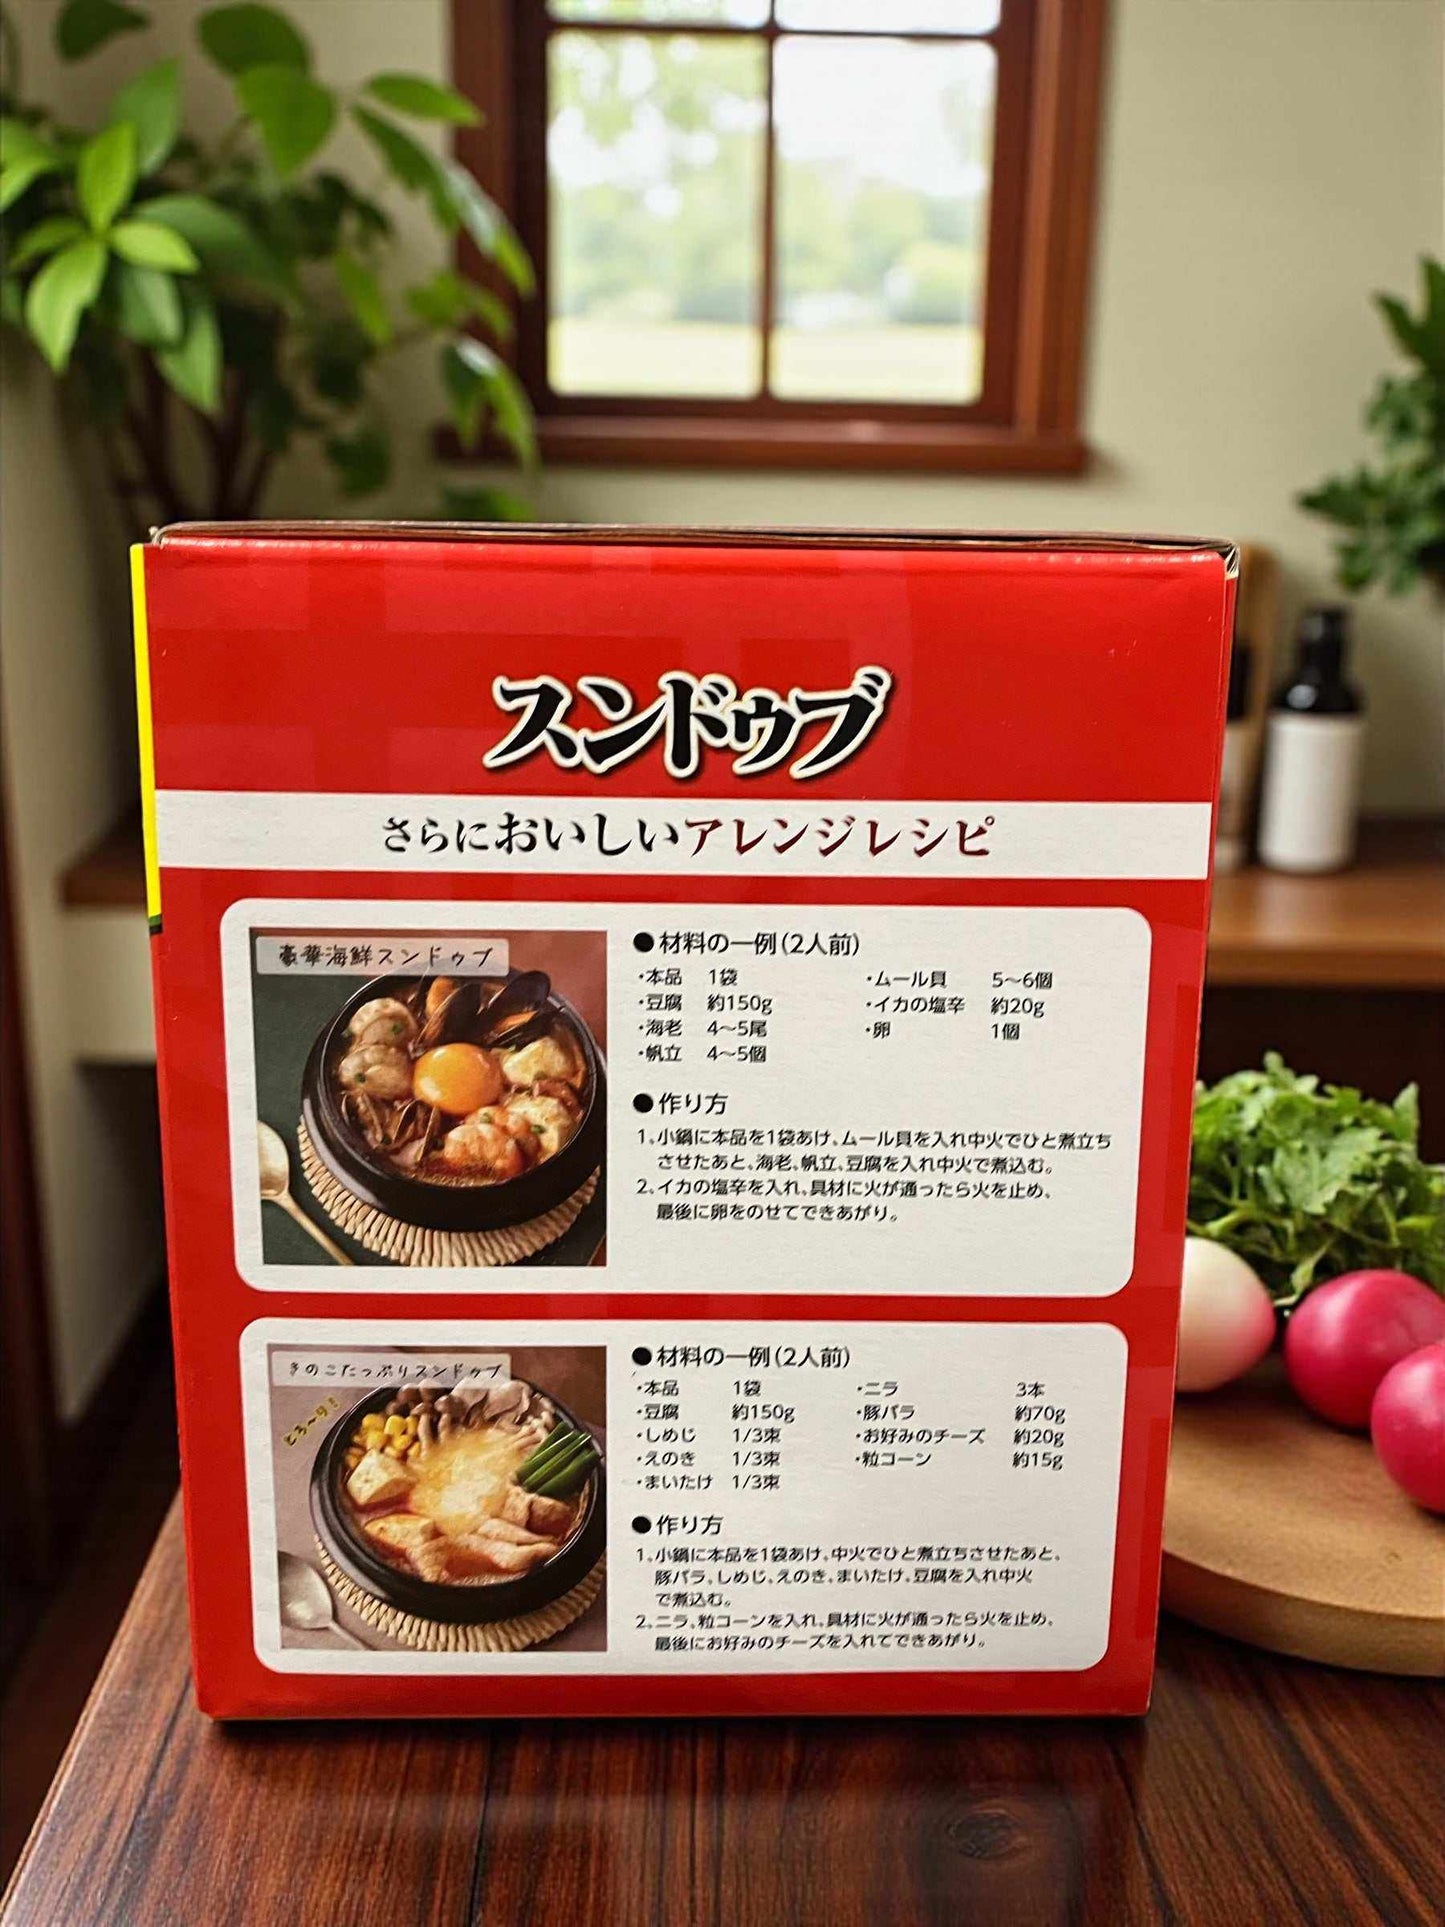 スンドゥブ
さらにおいしいアレンジレシピ
豪華海鮮スンドゥブ
●材料の一例(2人前)
・本品 1袋 ・ムール貝 5〜6個
・豆腐 約150g ・イカの塩辛 約20g
・海老 4〜5尾 ・卵 1個
・帆立 4〜5個
●作り方
1、小鍋に本品を1袋あけ、ムール貝を入れ中火でひと煮立ち
させたあと、海老、帆立、豆腐を入れ中火で煮込む。
2、イカの塩辛を入れ、具材に火が通ったら火を止め、
最後に卵をのせてできあがり。
きのこたっぷりスンドゥブ
とろ〜り!
●材料の一例(2人前)
・本品 1袋 ・ニラ 3本
・豆腐 約150g ・豚バラ 約70g
・しめじ 1/3束 ・お好みのチーズ 約20g
・えのき 1/3束 ・粒コーン 約15g
・まいたけ 1/3束
●作り方
1、小鍋に本品を1袋あけ、中火でひと煮立ちさせたあと、
豚バラ、しめじ、えのき、まいたけ、豆腐を入れ中火
で煮込む。
2、ニラ、粒コーンを入れ、具材に火が通ったら火を止め、
最後にお好みのチーズを入れてできあがり。